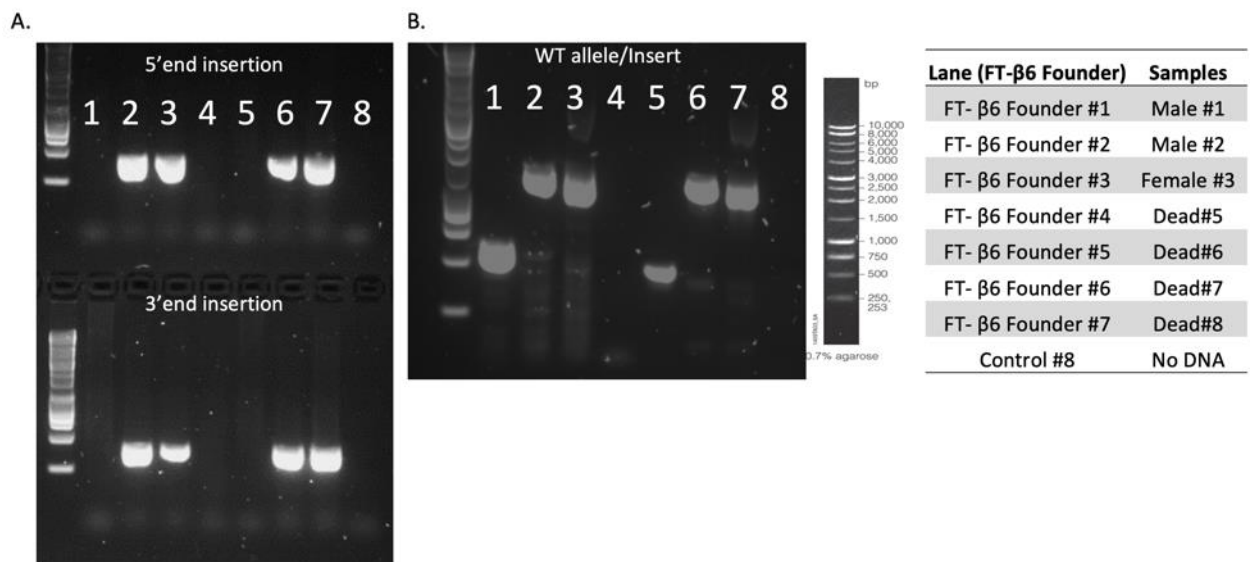 A.
5'end insertion
1 2 3 4 5 6 7 8
3'end insertion
B.
WT allele/Insert
1 2 3 4 5 6 7 8
bp
10,000
8,000
6,000
5,000
4,000
3,000
2,500
2,000
1,500
1,000
750
500
250,
253
0.7% agarose
Lane (FT-β6 Founder) Samples
FT- β6 Founder #1 Male #1
FT- β6 Founder #2 Male #2
FT- β6 Founder #3 Female #3
FT- β6 Founder #4 Dead#5
FT- β6 Founder #5 Dead#6
FT- β6 Founder #6 Dead#7
FT- β6 Founder #7 Dead#8
Control #8 No DNA